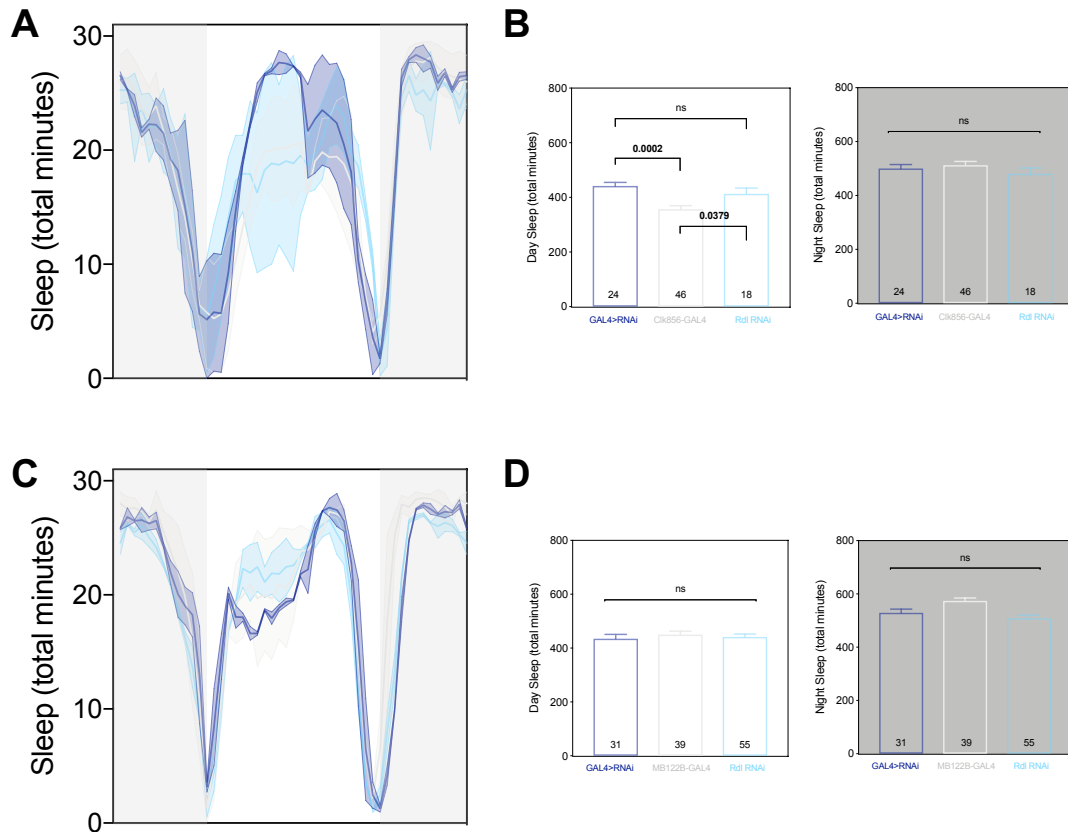 A
Sleep (total minutes)
30
20
10
0
B
Day Sleep (total minutes)
800
600
400
200
0
ns
0.0002
0.0379
24 46 18
GAL4>RNAi Clk856-GAL4 Rdl RNAi
Night Sleep (total minutes)
800
600
400
200
0
ns
24 46 18
GAL4>RNAi Clk856-GAL4 Rdl RNAi
C
Sleep (total minutes)
30
20
10
0
D
Day Sleep (total minutes)
800
600
400
200
0
ns
31 39 55
GAL4>RNAi MB122B-GAL4 Rdl RNAi
Night Sleep (total minutes)
800
600
400
200
0
ns
31 39 55
GAL4>RNAi MB122B-GAL4 Rdl RNAi